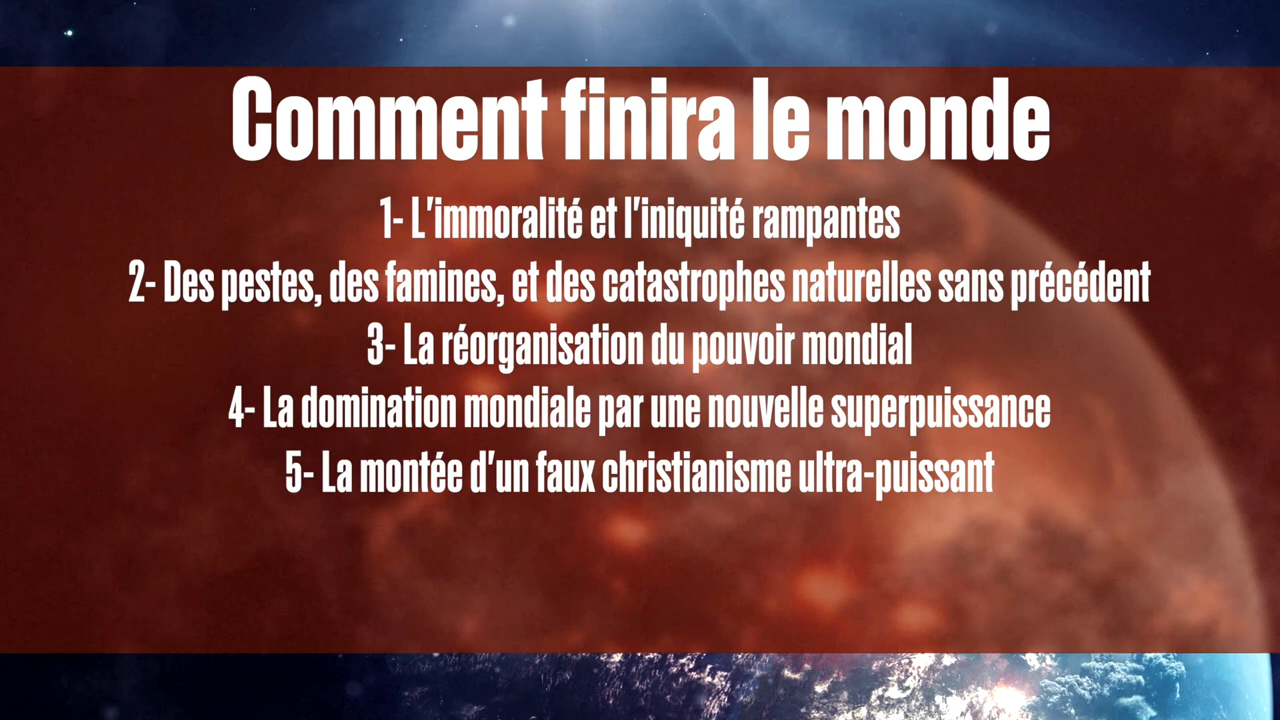 Comment finira le monde
1- L'immoralité et l'iniquité rampantes
2- Des pestes, des famines, et des catastrophes naturelles sans précédent
3- La réorganisation du pouvoir mondial
4- La domination mondiale par une nouvelle superpuissance
5- La montée d'un faux christianisme ultra-puissant